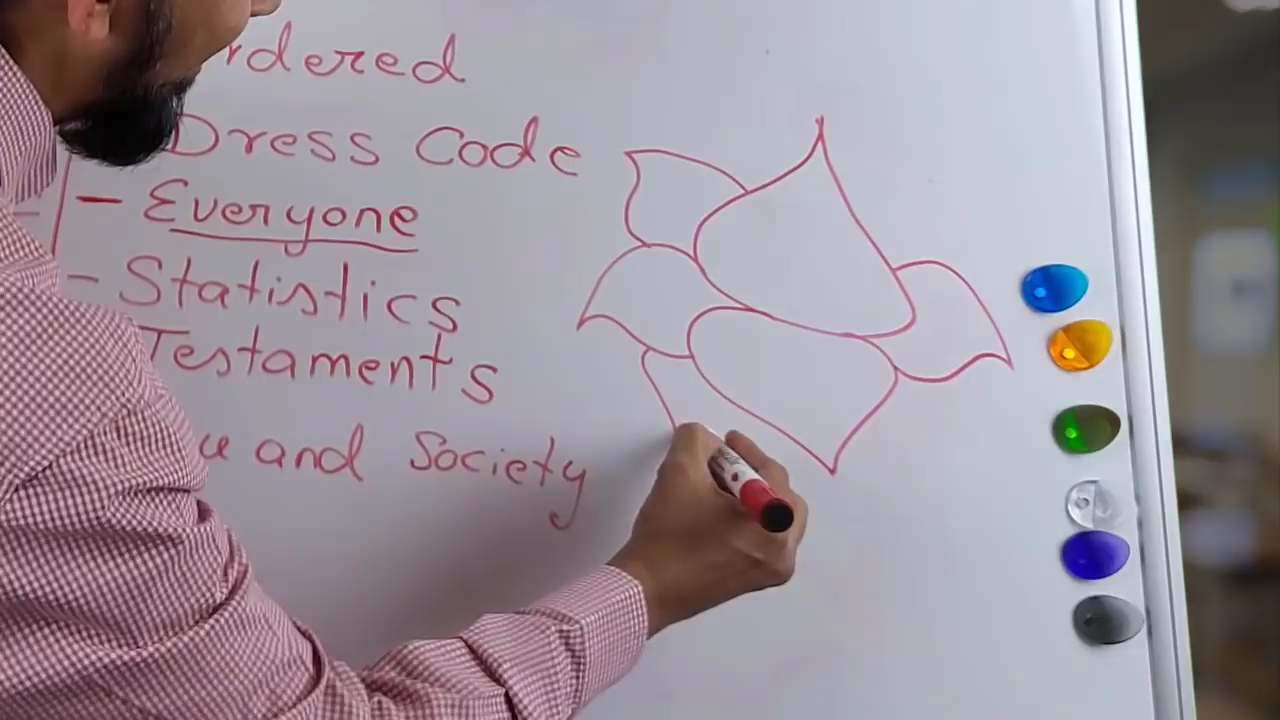 rdered
Dress Code
- Everyone
- Statistics
Testaments
u and Society